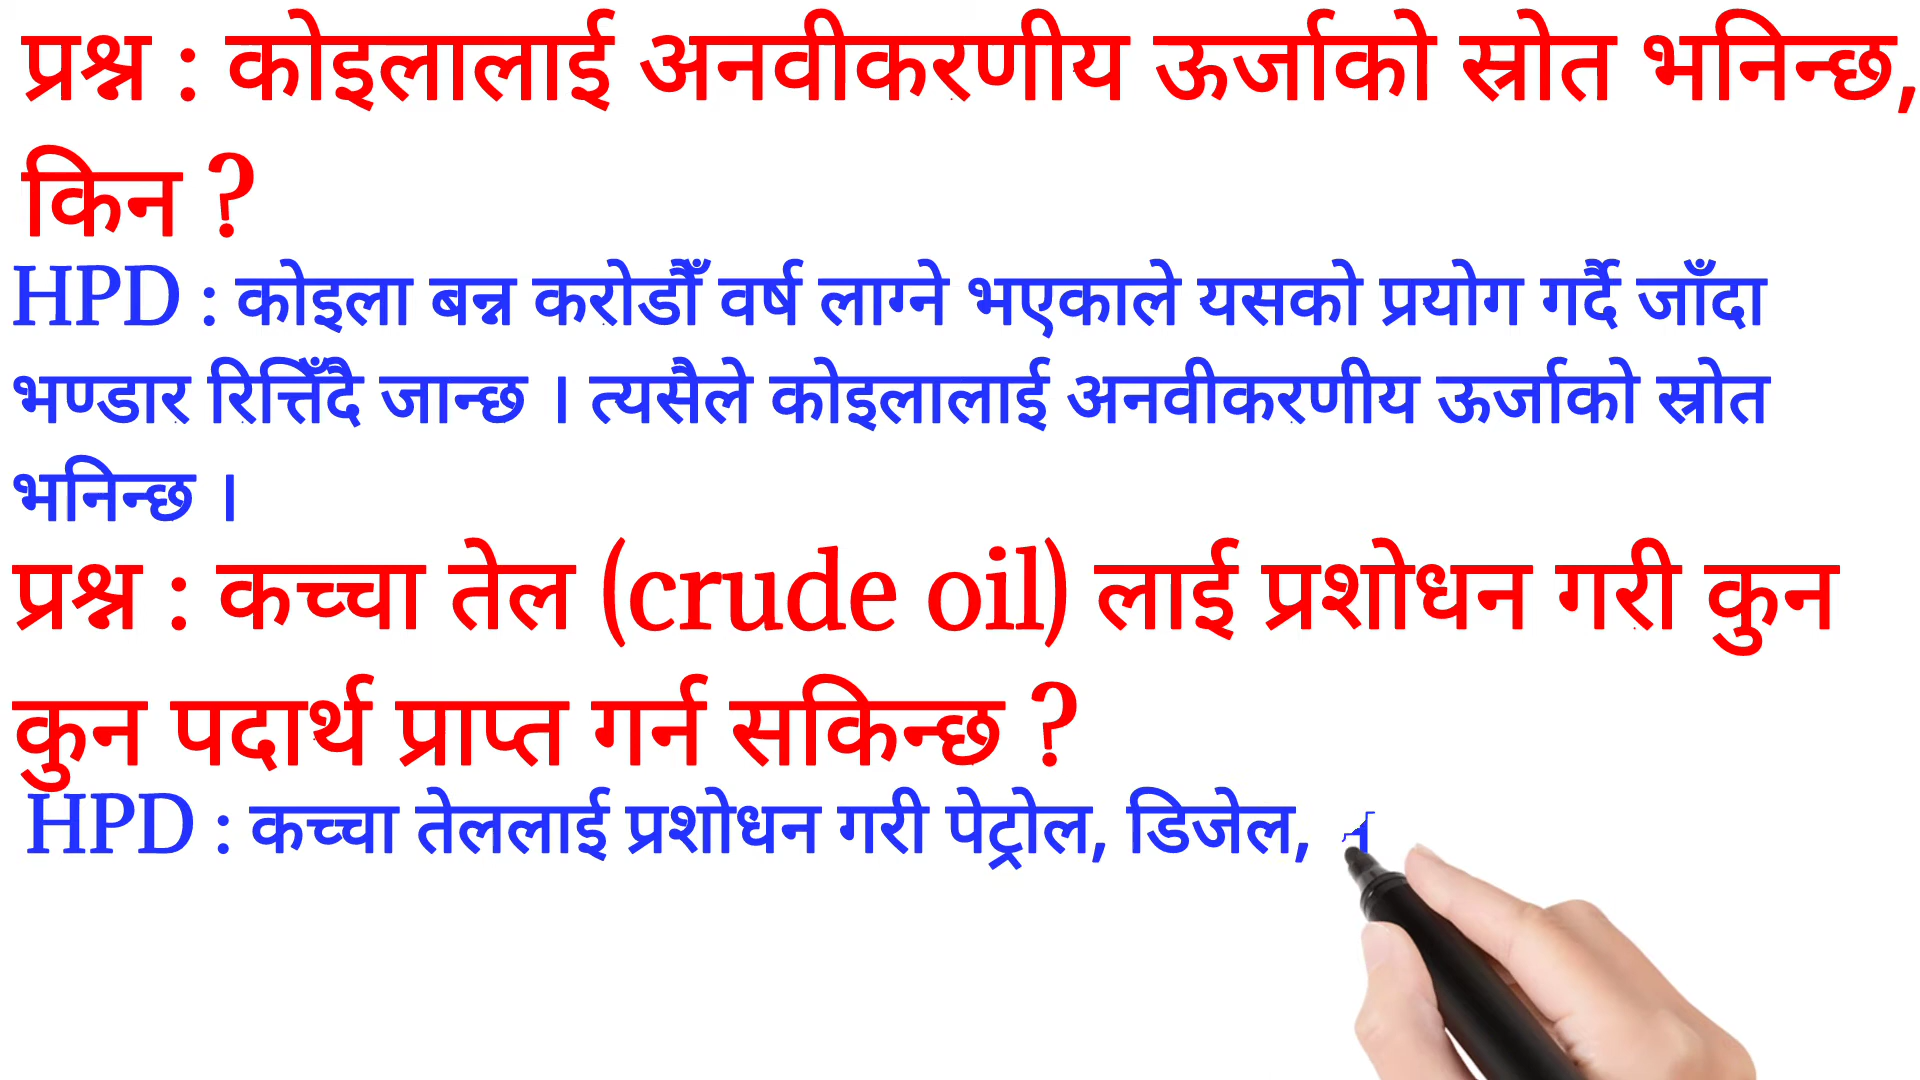 प्रश्न : कोइलालाई अनवीकरणीय ऊर्जाको स्रोत भनिन्छ,
किन ?
HPD : कोइला बन्न करोडौँ वर्ष लाग्ने भएकाले यसको प्रयोग गर्दै जाँदा
भण्डार रित्तिँदै जान्छ । त्यसैले कोइलालाई अनवीकरणीय ऊर्जाको स्रोत
भनिन्छ ।
प्रश्न : कच्चा तेल (crude oil) लाई प्रशोधन गरी कुन
कुन पदार्थ प्राप्त गर्न सकिन्छ ?
HPD : कच्चा तेललाई प्रशोधन गरी पेट्रोल, डिजेल,